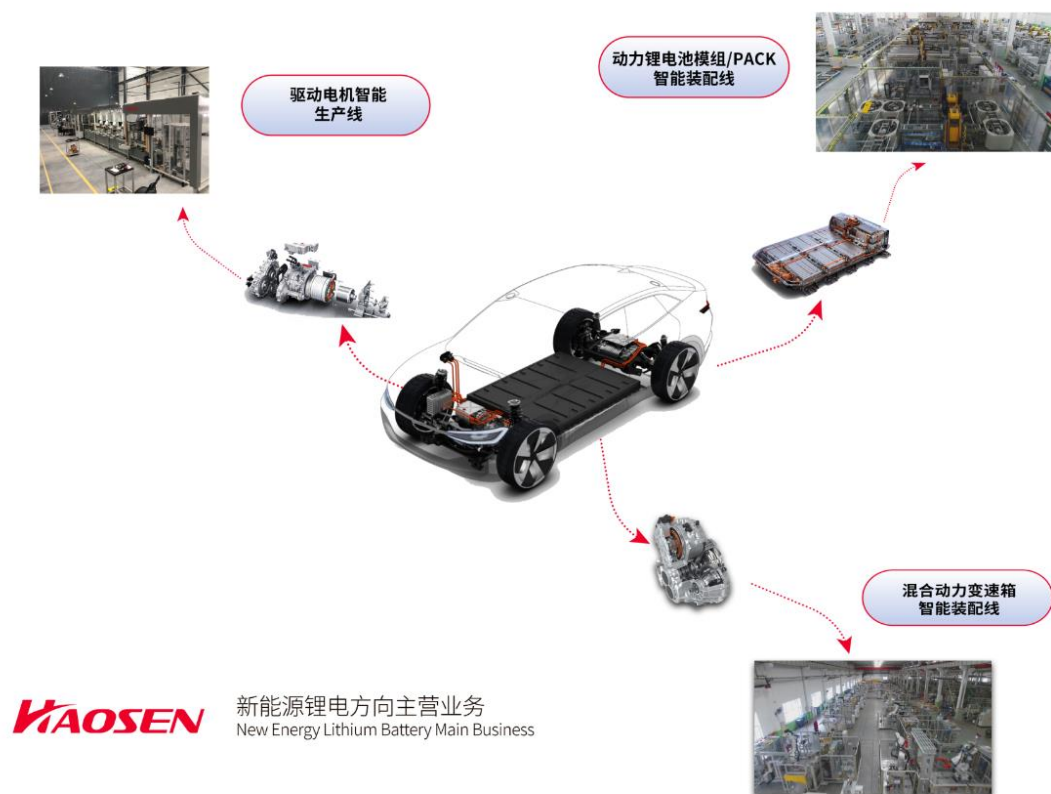 动力锂电池模组/PACK
智能装配线
驱动电机智能
生产线
混合动力变速箱
智能装配线
HAOSEN
新能源锂电方向主营业务
New Energy Lithium Battery Main Business